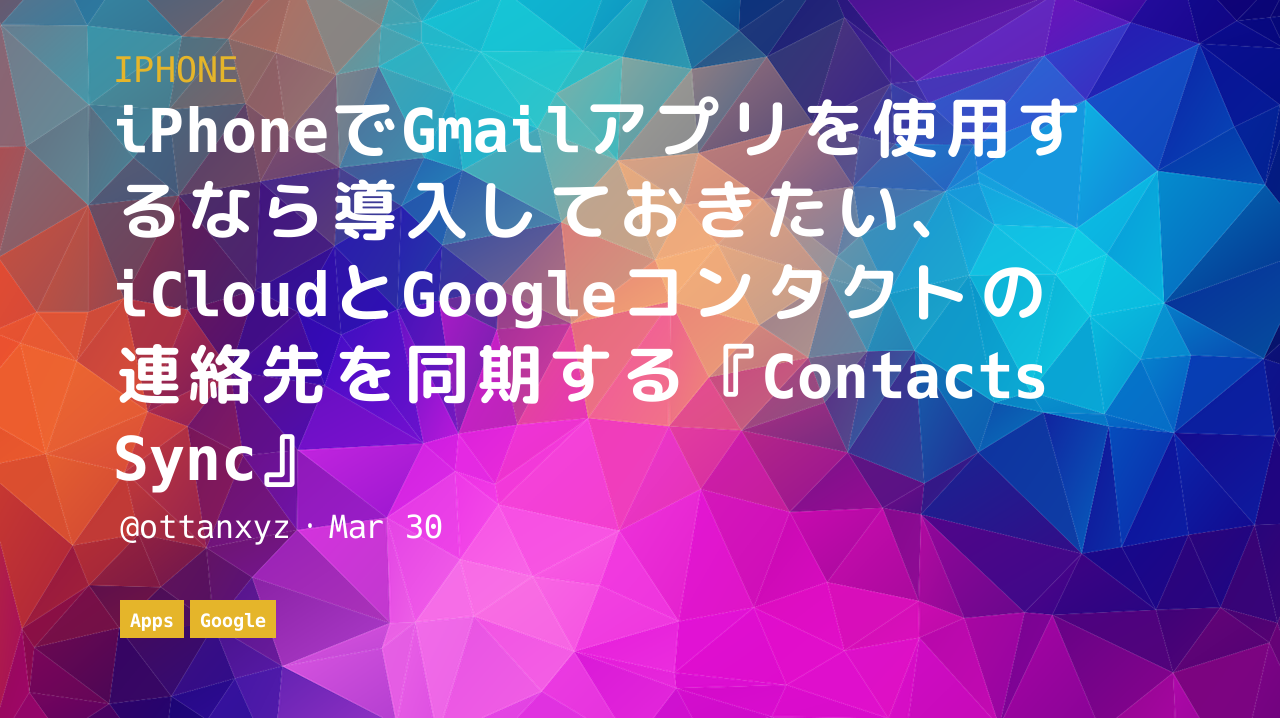 IPHONE
iPhoneでGmailアプリを使用す
るなら導入しておきたい、
iCloudとGoogleコンタクトの
連絡先を同期する『Contacts
Sync』
@ottanxyz・Mar 30
Apps Google